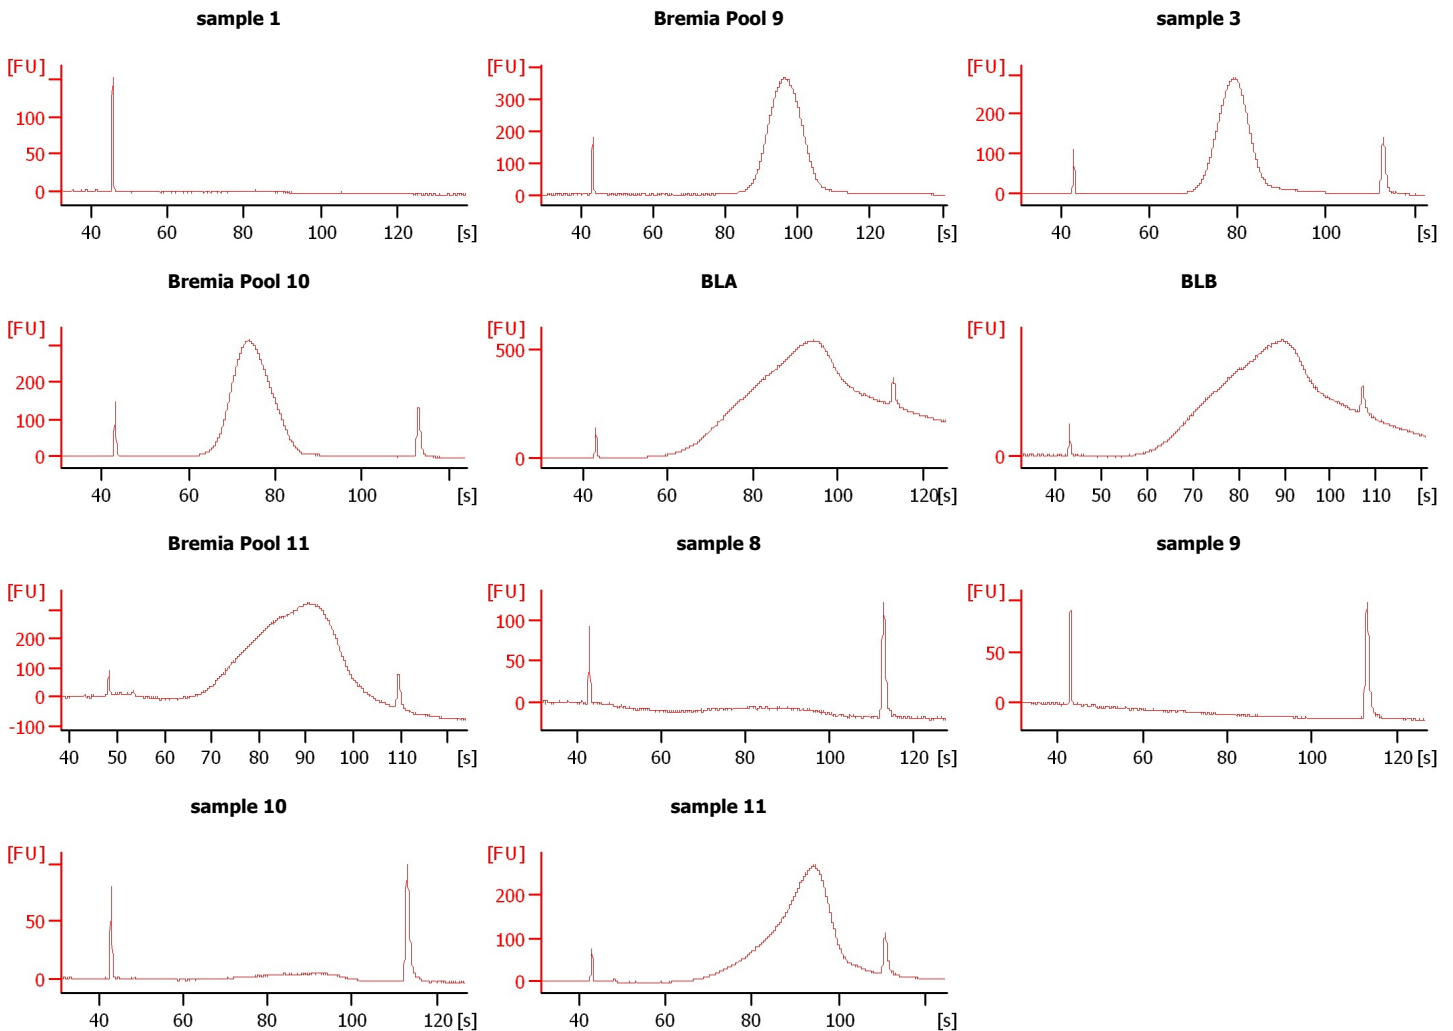 sample 1
[FU]
100
50
0
40 60 80 100 120 [s]
Bremia Pool 9
[FU]
300
200
100
0
40 60 80 100 120 [s]
sample 3
[FU]
200
100
0
40 60 80 100 [s]
Bremia Pool 10
[FU]
200
100
0
40 60 80 100 [s]
BLA
[FU]
500
0
40 60 80 100 120 [s]
BLB
[FU]
0
40 50 60 70 80 90 100 110 [s]
Bremia Pool 11
[FU]
200
100
0
-100
40 50 60 70 80 90 100 110 [s]
sample 8
[FU]
100
50
0
40 60 80 100 120 [s]
sample 9
[FU]
50
0
40 60 80 100 120 [s]
sample 10
[FU]
50
0
40 60 80 100 120 [s]
sample 11
[FU]
200
100
0
40 60 80 100 [s]